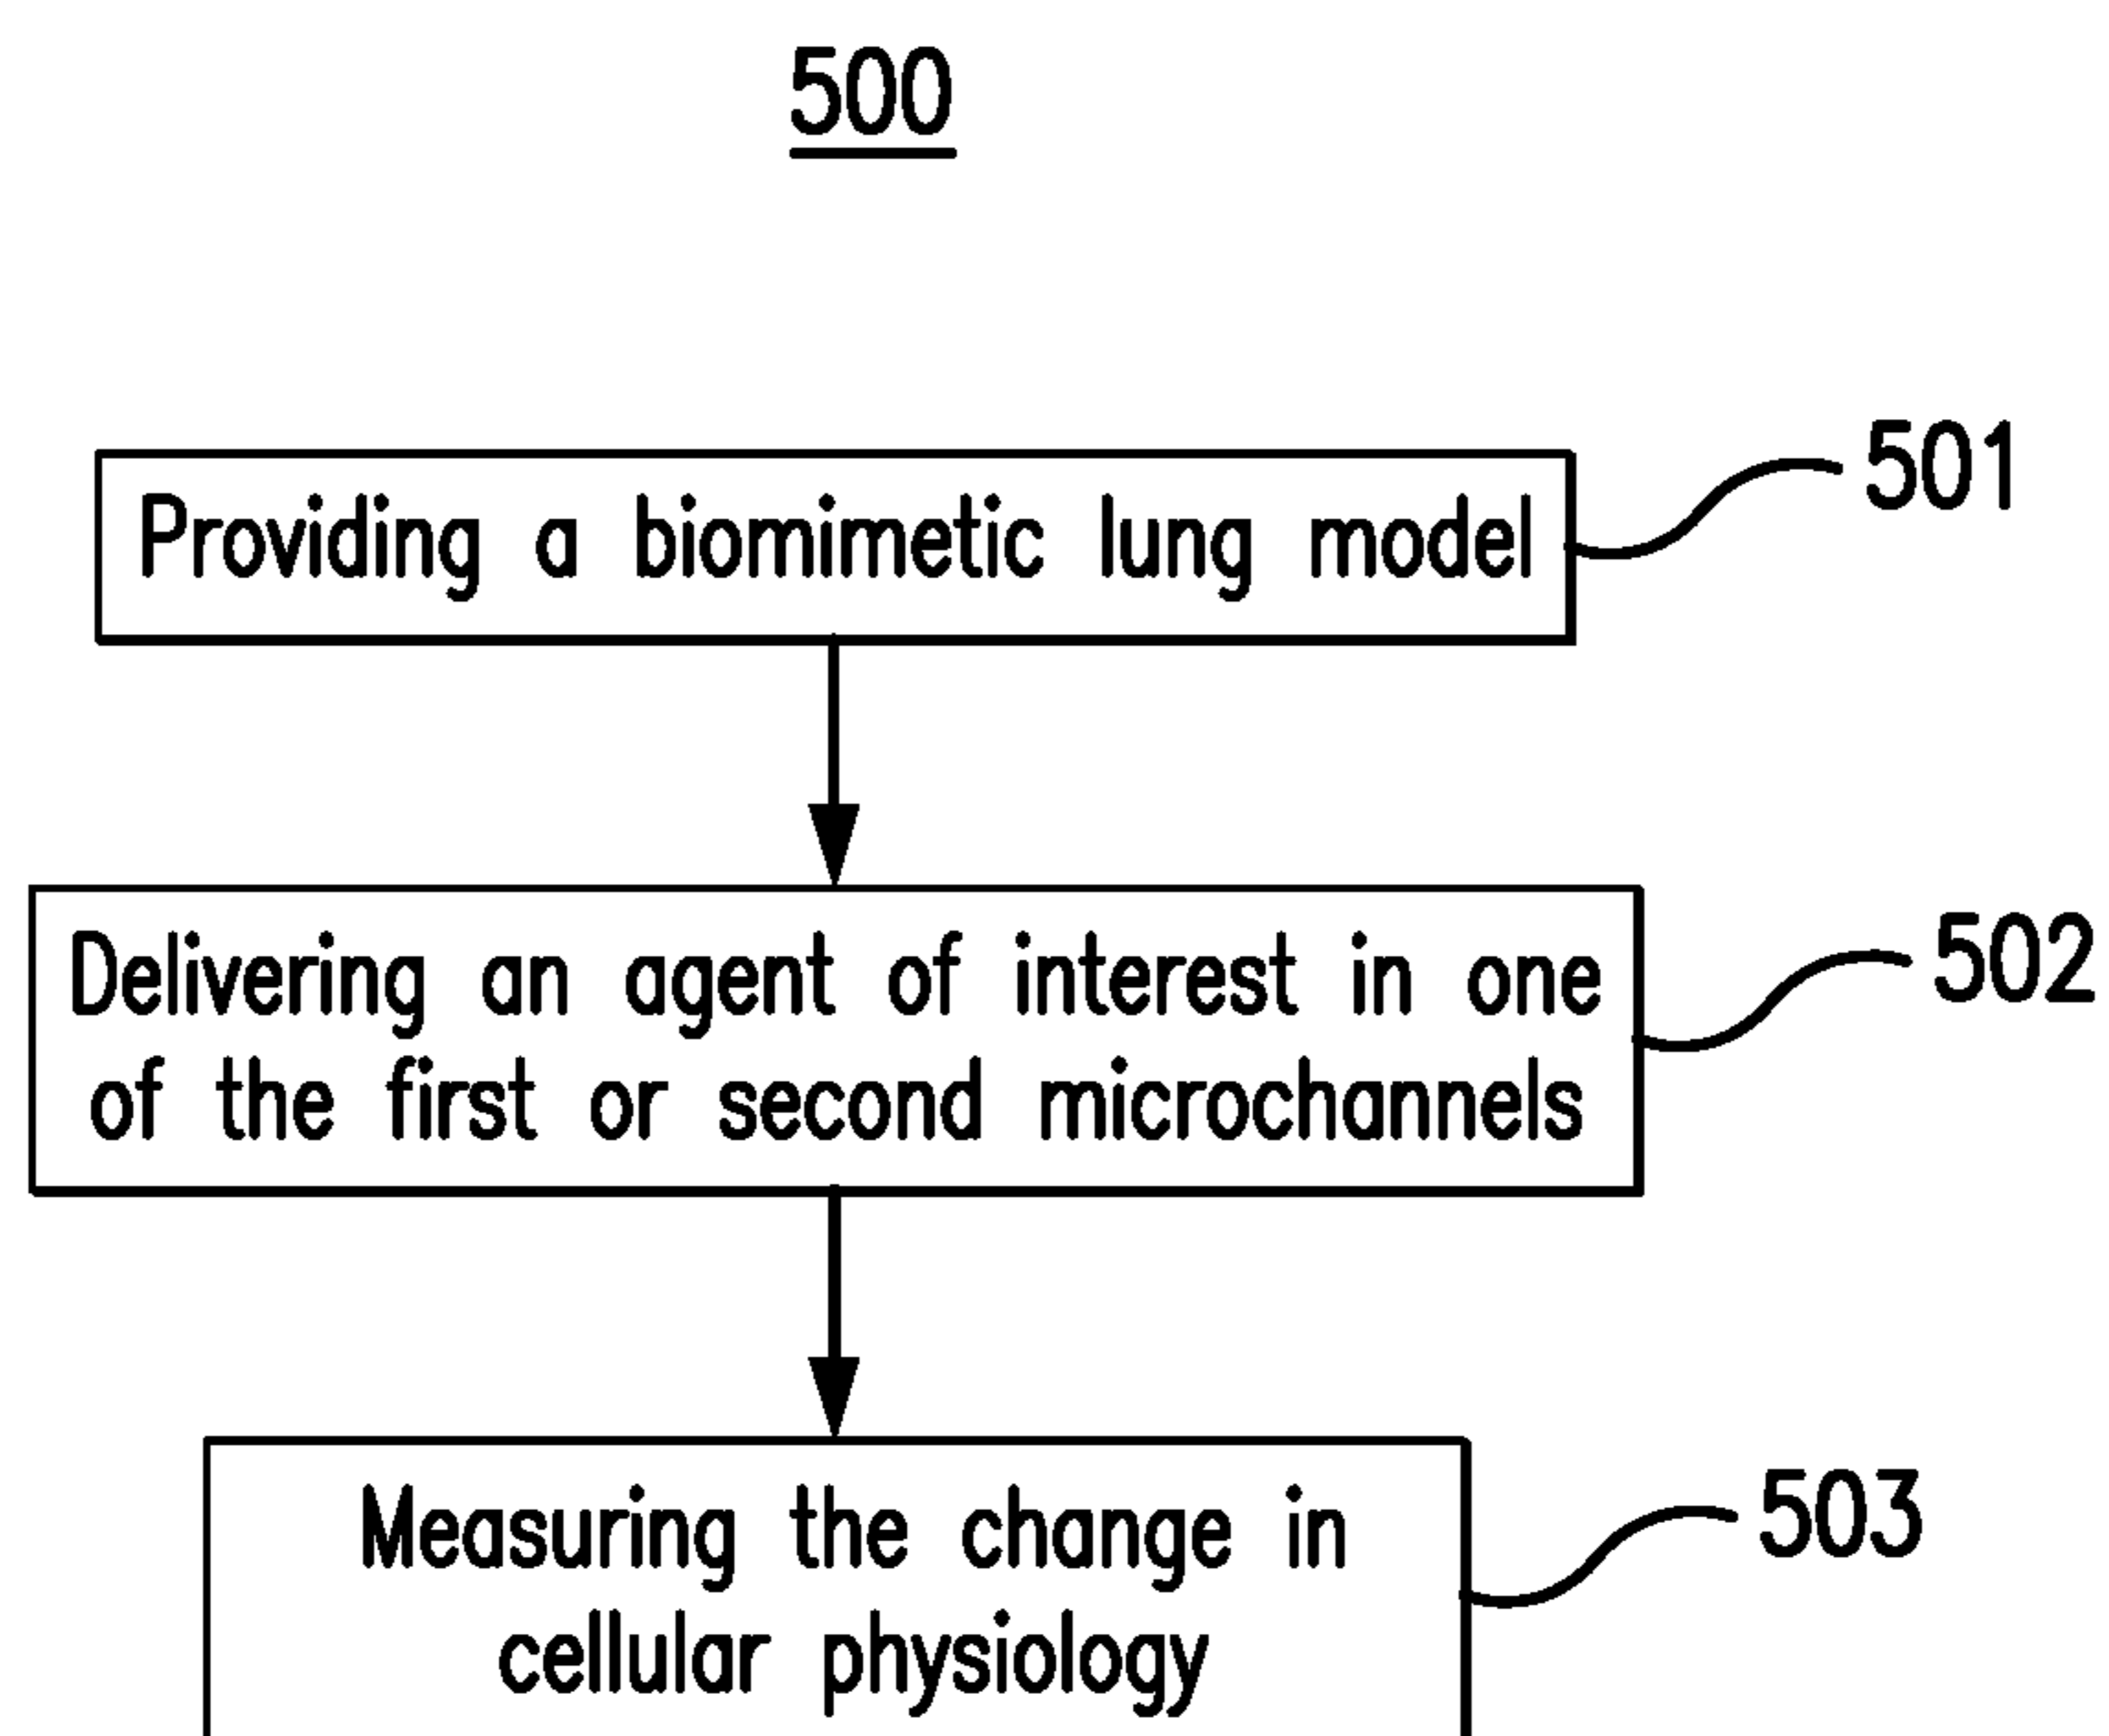 500
Providing a biomimetic lung model
501
Delivering an agent of interest in one
of the first or second microchannels
502
Measuring the change in
cellular physiology
503